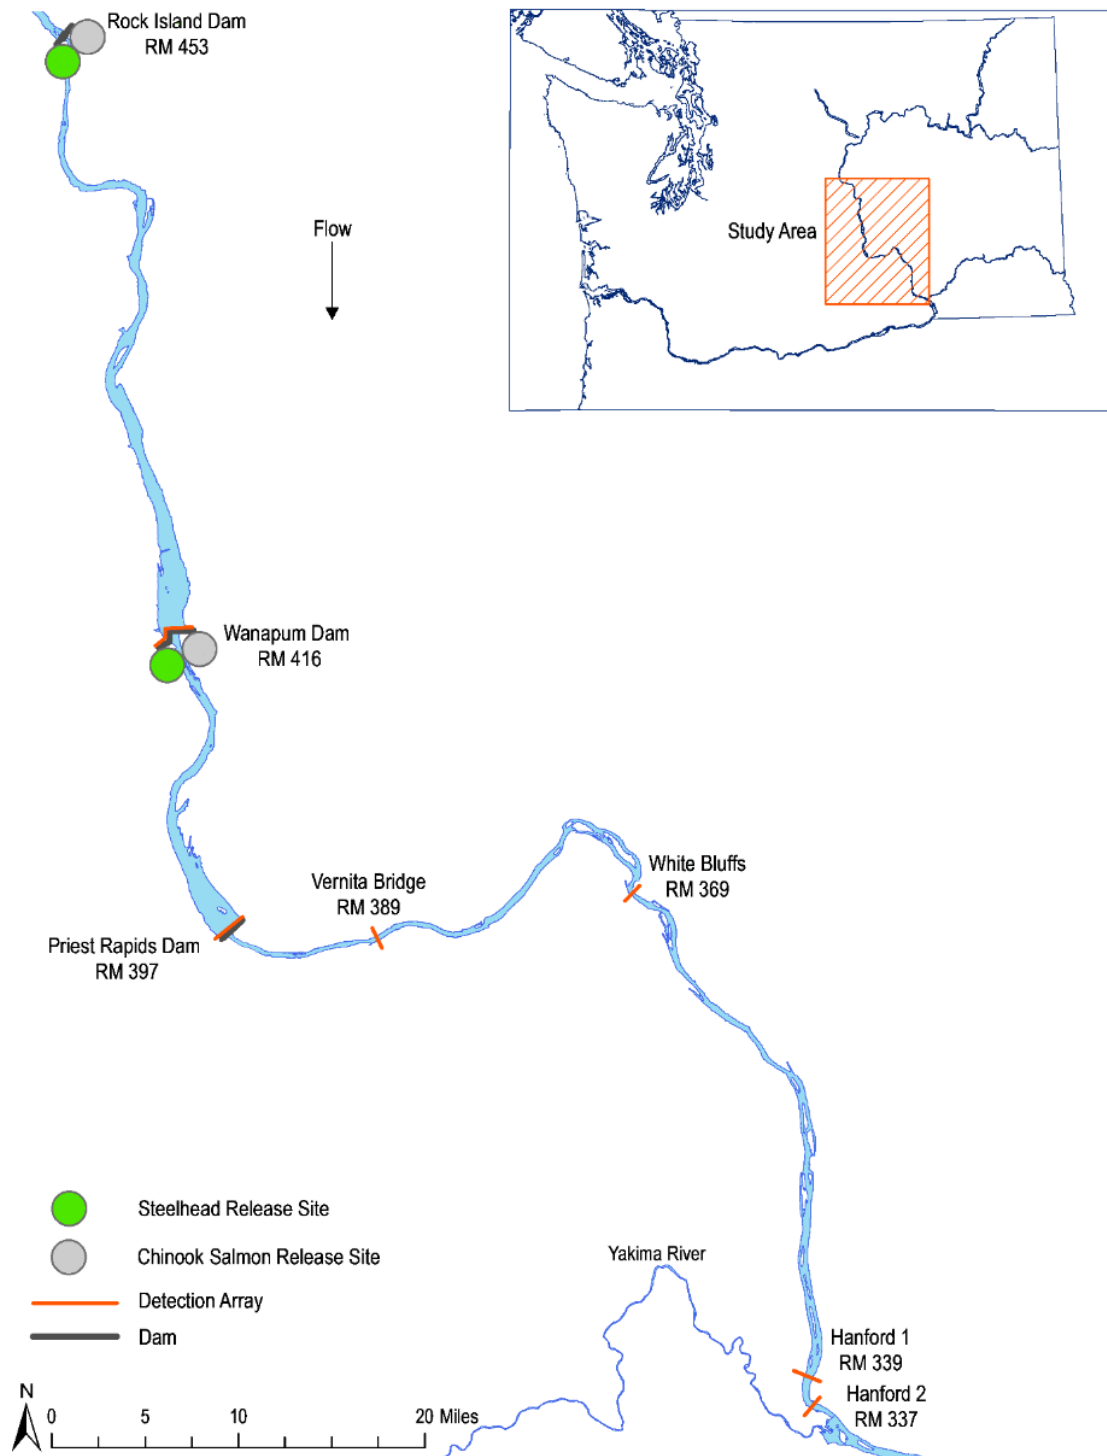 Rock Island Dam
RM 453
Study Area
Flow
Wanapum Dam
RM 416
White Bluffs
RM 369
Vernita Bridge
RM 389
Priest Rapids Dam
RM 397
Steelhead Release Site
Chinook Salmon Release Site
Detection Array
Dam
Yakima River
Hanford 1
RM 339
Hanford 2
RM 337
N
0 5 10 20 Miles